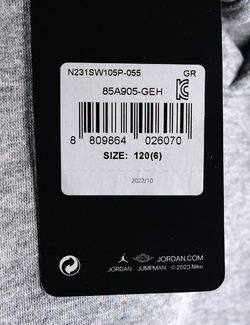 N231SW105P-055 GR
85A905-GEH
8 809864 026070
SIZE: 120(6)
2022/10
JORDAN.COM
JORDAN JUMPMAN ©2023 Nike